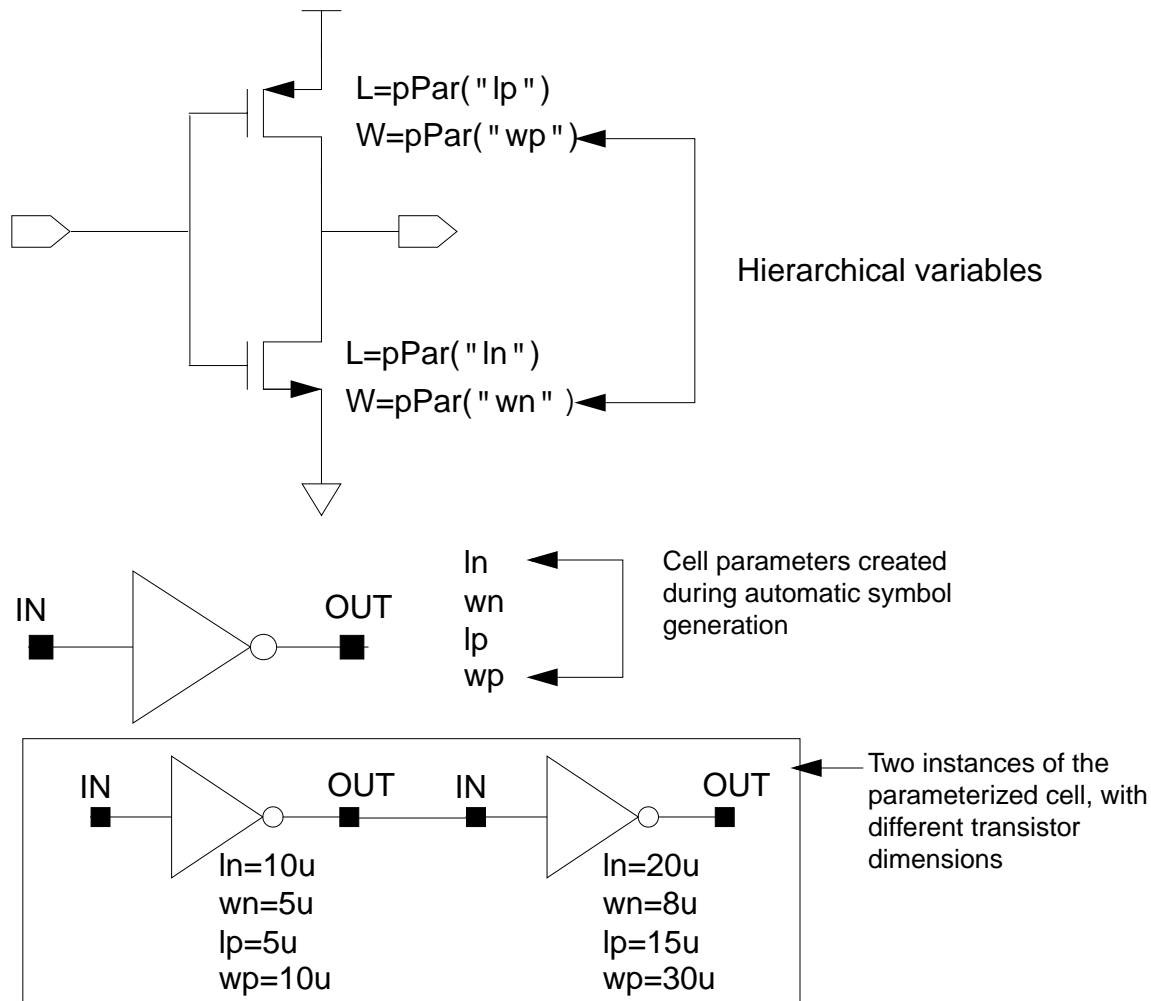 L=pPar("lp")
W=pPar("wp")
Hierarchical variables
L=pPar("ln")
W=pPar("wn" )
IN
OUT
ln
wn
lp
wp
Cell parameters created
during automatic symbol
generation
IN
OUT
IN
OUT
ln=10u
wn=5u
lp=5u
wp=10u
ln=20u
wn=8u
lp=15u
wp=30u
Two instances of the
parameterized cell, with
different transistor
dimensions